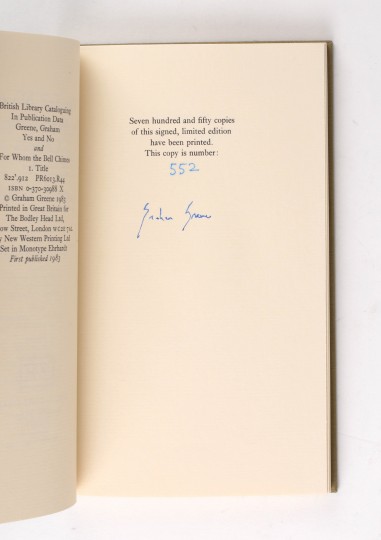 British Library Cataloguing
In Publication Data
Greene, Graham
Yes and No
and
For Whom the Bell Chimes
1. Title
822'.912 PR6013.R44
ISBN 0-370-30988 X
© Graham Greene 1983
Printed in Great Britain for
The Bodley Head Ltd,
ow Street, London WC2E 7AL
y New Western Printing Ltd
Set in Monotype Ehrhardt
First published 1983
Seven hundred and fifty copies
of this signed, limited edition
have been printed.
This copy is number:
552
Graham Greene